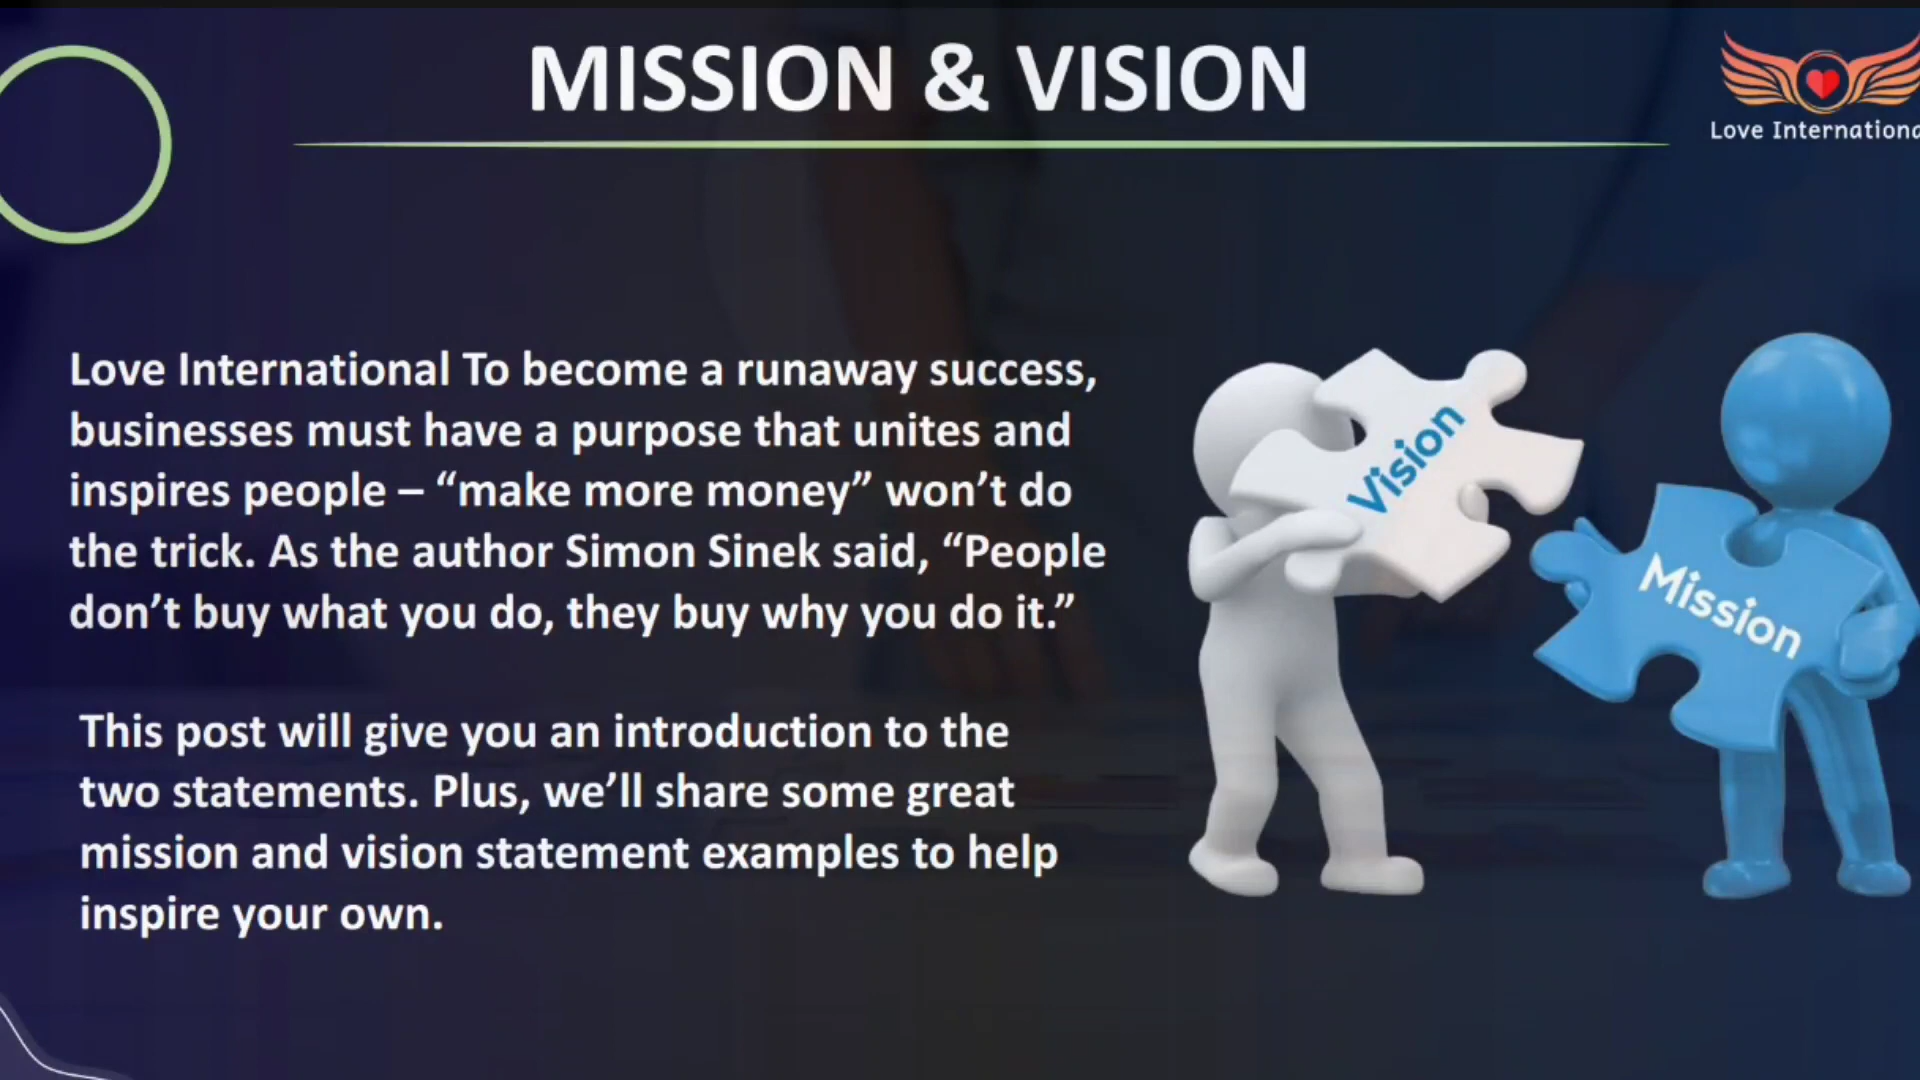 MISSION & VISION
Love International
Love International To become a runaway success,
businesses must have a purpose that unites and
inspires people – “make more money” won’t do
the trick. As the author Simon Sinek said, “People
don’t buy what you do, they buy why you do it.”
This post will give you an introduction to the
two statements. Plus, we’ll share some great
mission and vision statement examples to help
inspire your own.
Vision
Mission